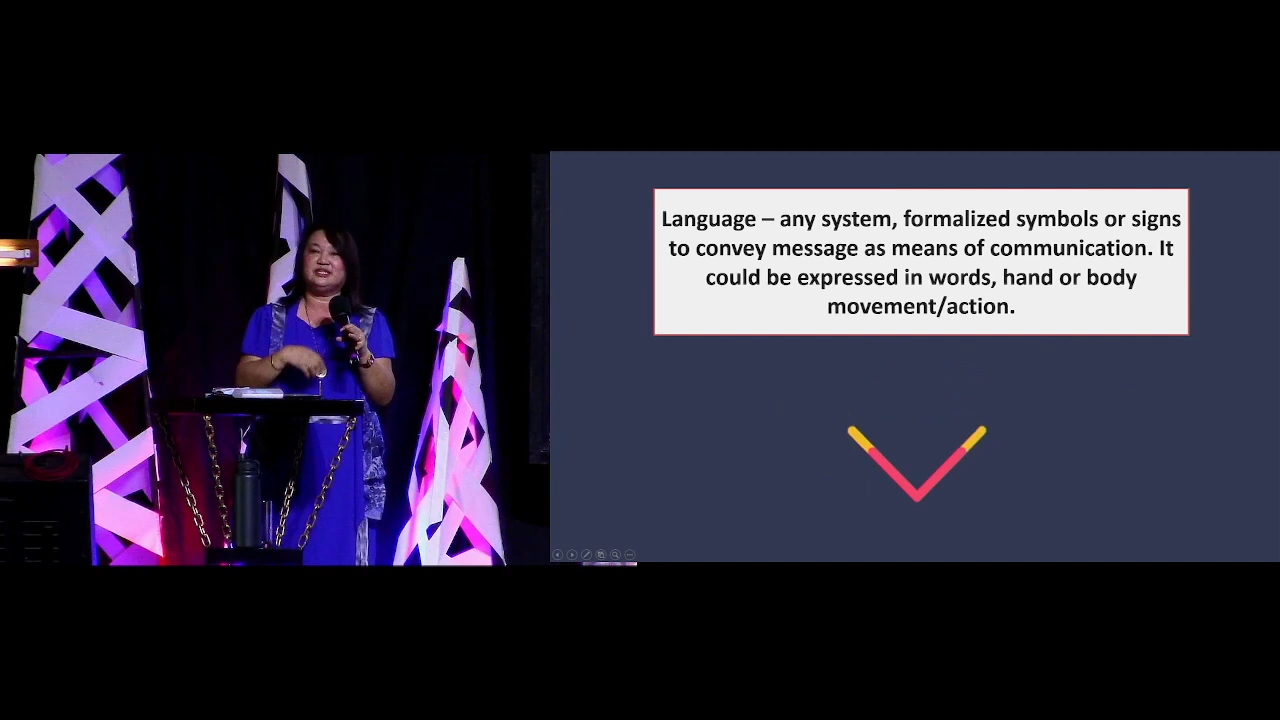 Language – any system, formalized symbols or signs
to convey message as means of communication. It
could be expressed in words, hand or body
movement/action.